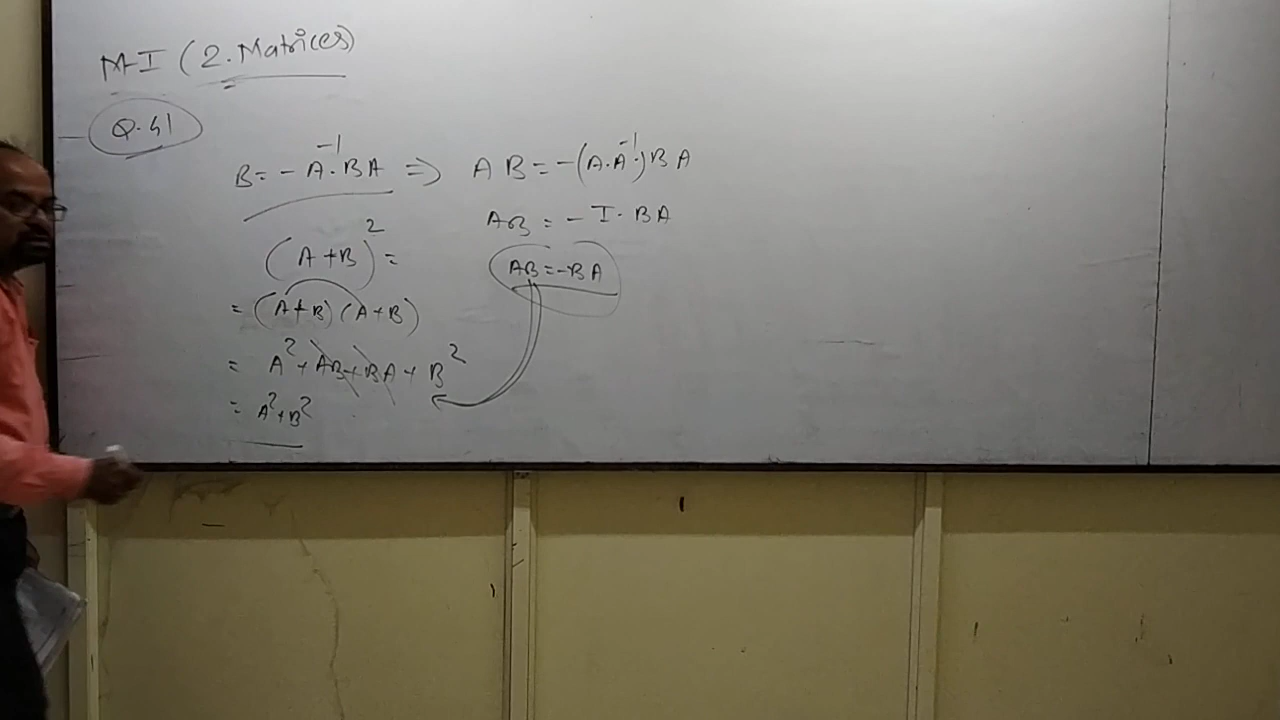 M-I (2. Matrices)
Q.41
B = - A⁻¹. BA ⇒ AB = -(A.A⁻¹.)BA
AB = - I. BA
(A+B)² =
AB = -BA
= (A+B)(A+B)
= A² + AB + BA + B²
= A² + B²